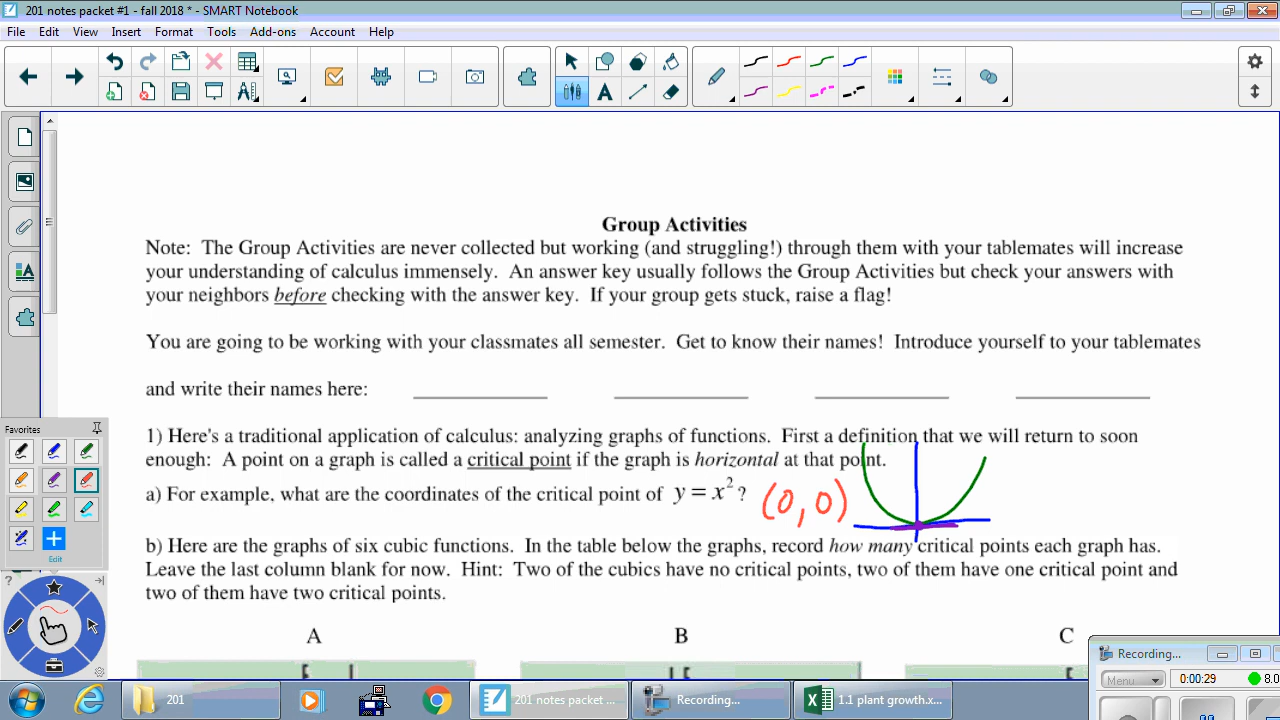 201 notes packet #1 - fall 2018 * - SMART Notebook
File Edit View Insert Format Tools Add-ons Account Help
Group Activities
Note: The Group Activities are never collected but working (and struggling!) through them with your tablemates will increase
your understanding of calculus immensely. An answer key usually follows the Group Activities but check your answers with
your neighbors before checking with the answer key. If your group gets stuck, raise a flag!
You are going to be working with your classmates all semester. Get to know their names! Introduce yourself to your tablemates
and write their names here:
Favorites
1) Here's a traditional application of calculus: analyzing graphs of functions. First a definition that we will return to soon
enough: A point on a graph is called a critical point if the graph is horizontal at that point.
a) For example, what are the coordinates of the critical point of y = x² ? (0, 0)
Edit
b) Here are the graphs of six cubic functions. In the table below the graphs, record how many critical points each graph has.
Leave the last column blank for now. Hint: Two of the cubics have no critical points, two of them have one critical point and
two of them have two critical points.
A B C
Recording...
Menu 0:00:29 8.0
201 201 notes packet ... Recording... 1.1 plant growth.x...